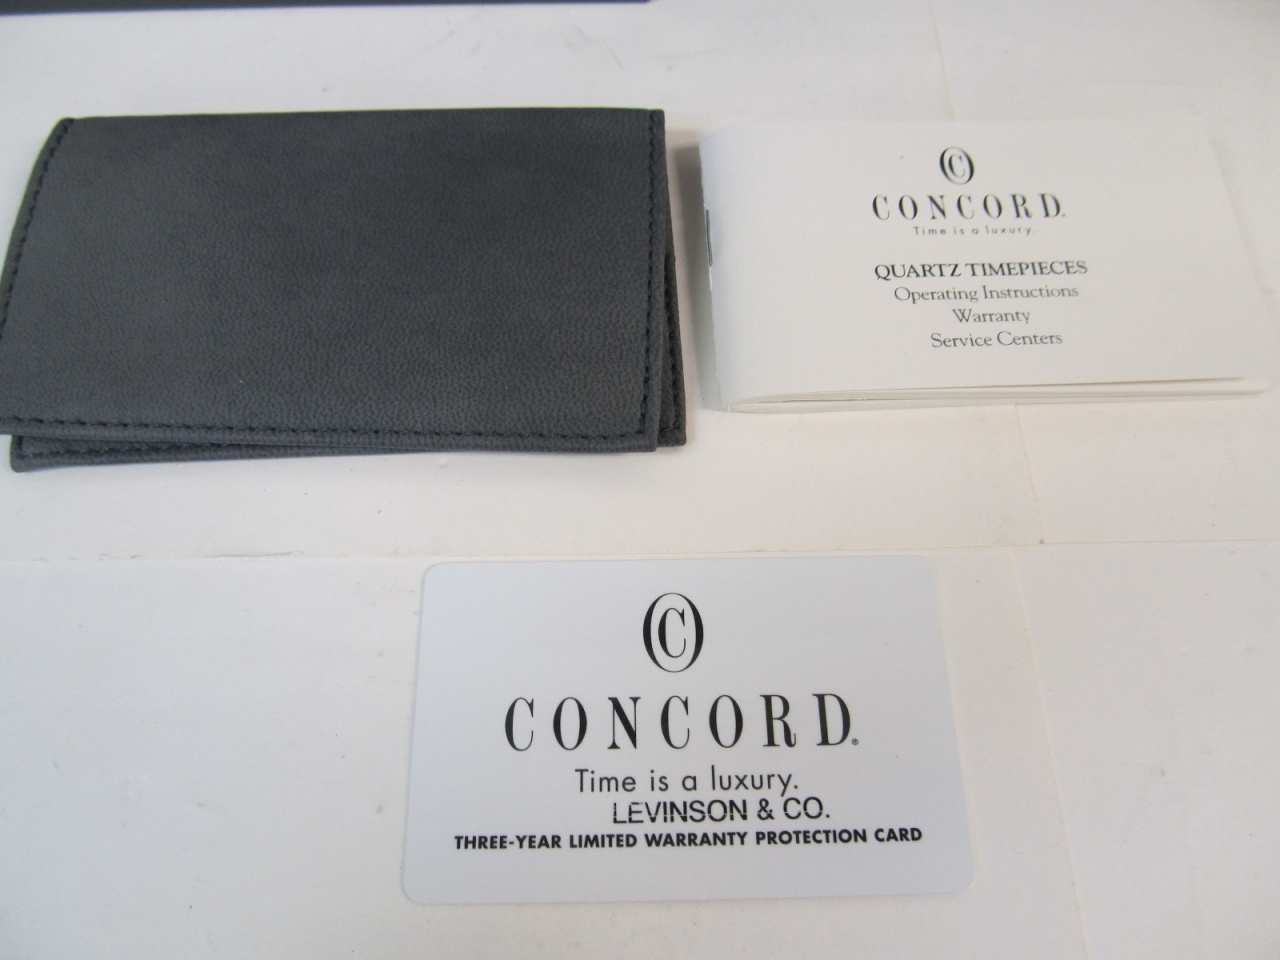 C
CONCORD.
Time is a luxury.
QUARTZ TIMEPIECES
Operating Instructions
Warranty
Service Centers
C
CONCORD®
Time is a luxury.
LEVINSON & CO.
THREE-YEAR LIMITED WARRANTY PROTECTION CARD